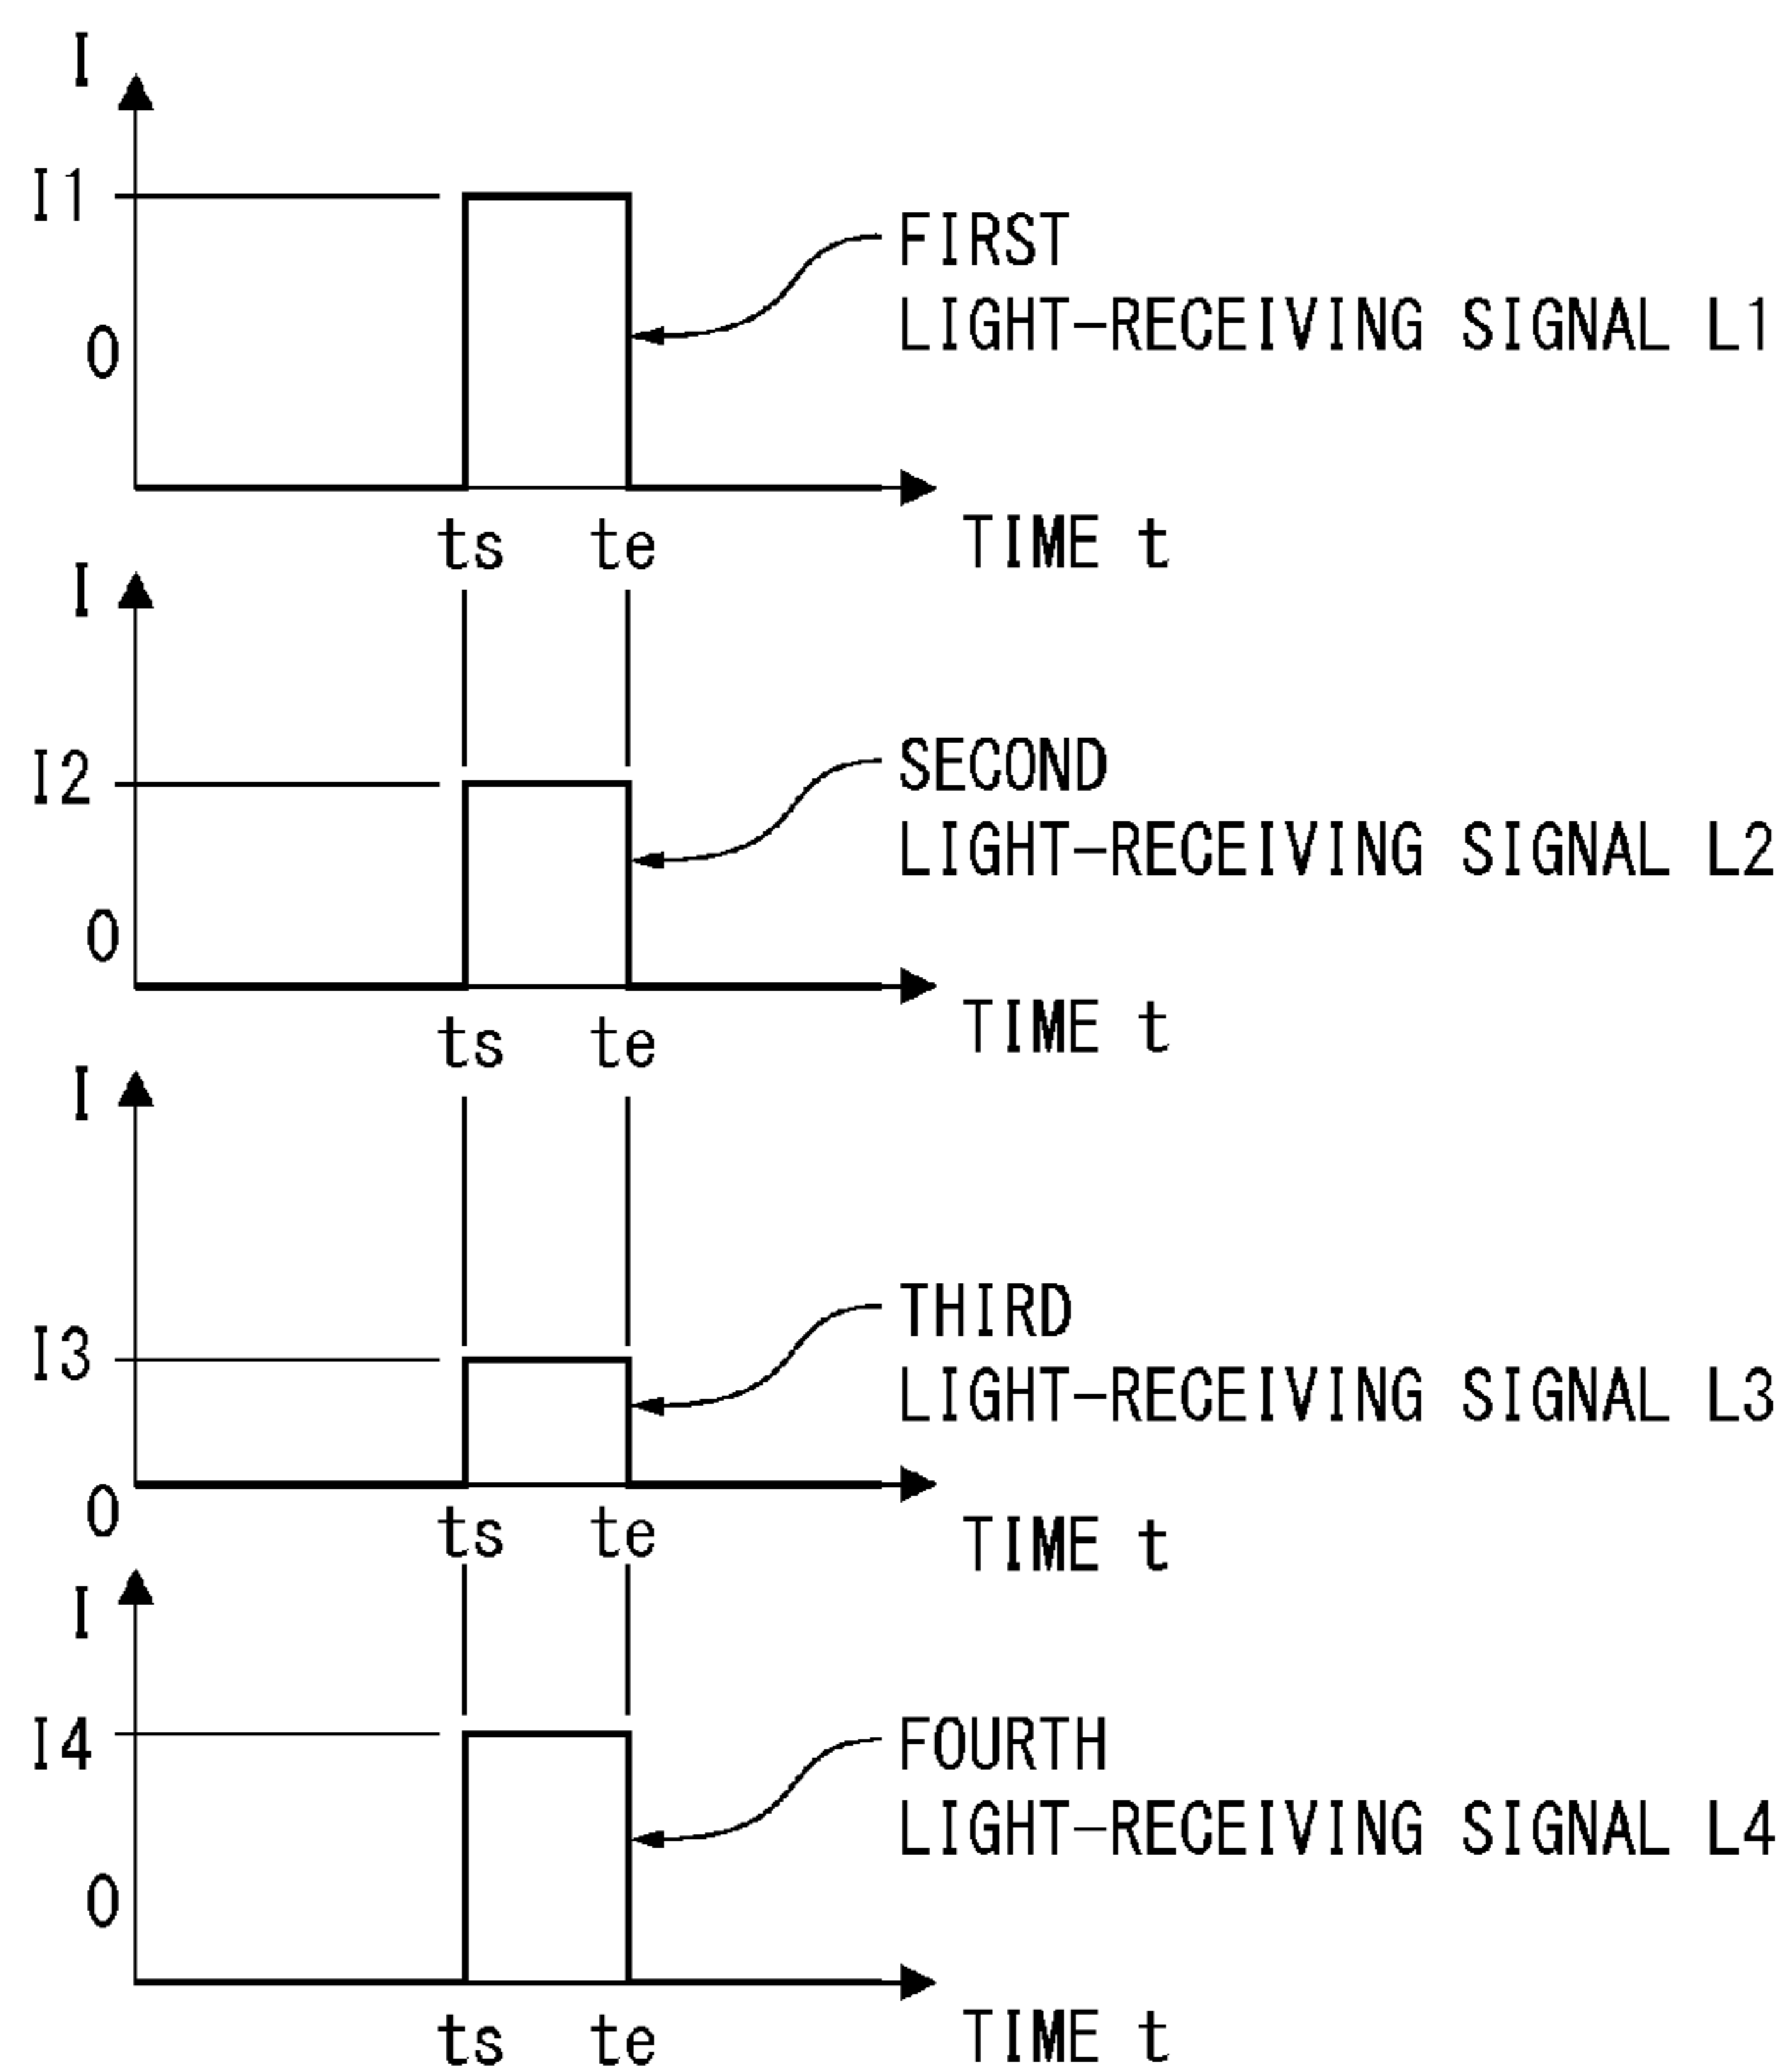 I
I1
FIRST
LIGHT-RECEIVING SIGNAL L1
0
ts te TIME t
I
I2
SECOND
LIGHT-RECEIVING SIGNAL L2
0
ts te TIME t
I
I3
THIRD
LIGHT-RECEIVING SIGNAL L3
0
ts te TIME t
I
I4
FOURTH
LIGHT-RECEIVING SIGNAL L4
0
ts te TIME t